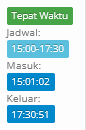 Tepat Waktu
Jadwal:
15:00-17:30
Masuk:
15:01:02
Keluar:
17:30:51